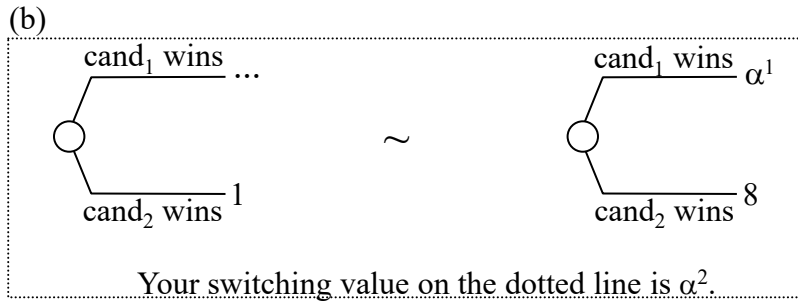 (b)
cand₁ wins ... cand₁ wins α¹
~
cand₂ wins 1 cand₂ wins 8
Your switching value on the dotted line is α².